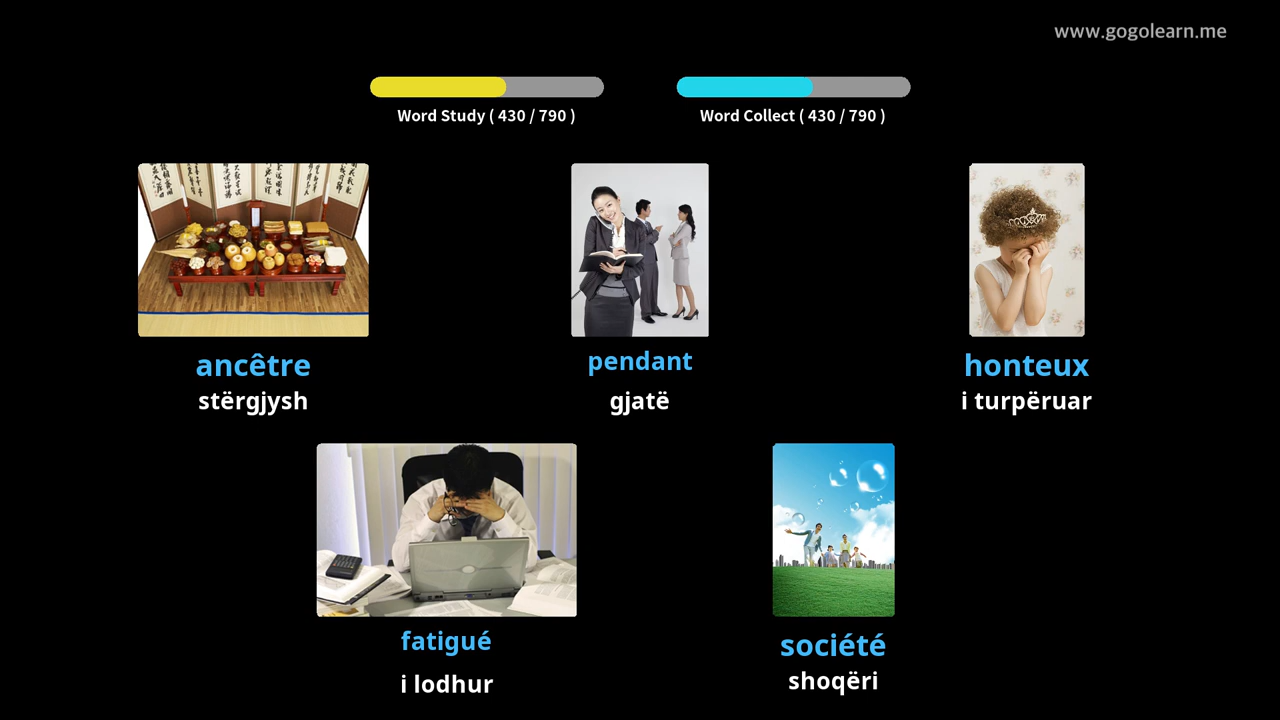 www.gogolearn.me
Word Study ( 430 / 790 )
Word Collect ( 430 / 790 )
ancêtre
stërgjysh
pendant
gjatë
honteux
i turpëruar
fatigué
i lodhur
société
shoqëri